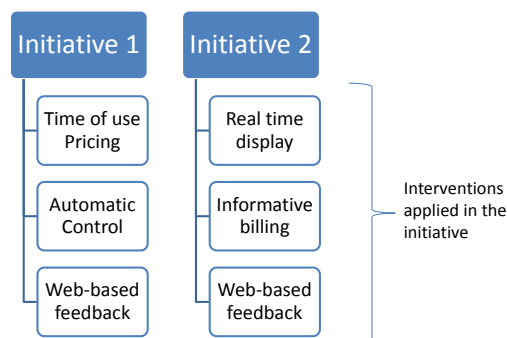 Initiative 1
Initiative 2
Time of use
Pricing
Real time
display
Automatic
Control
Informative
billing
Web-based
feedback
Web-based
feedback
Interventions
applied in the
initiative